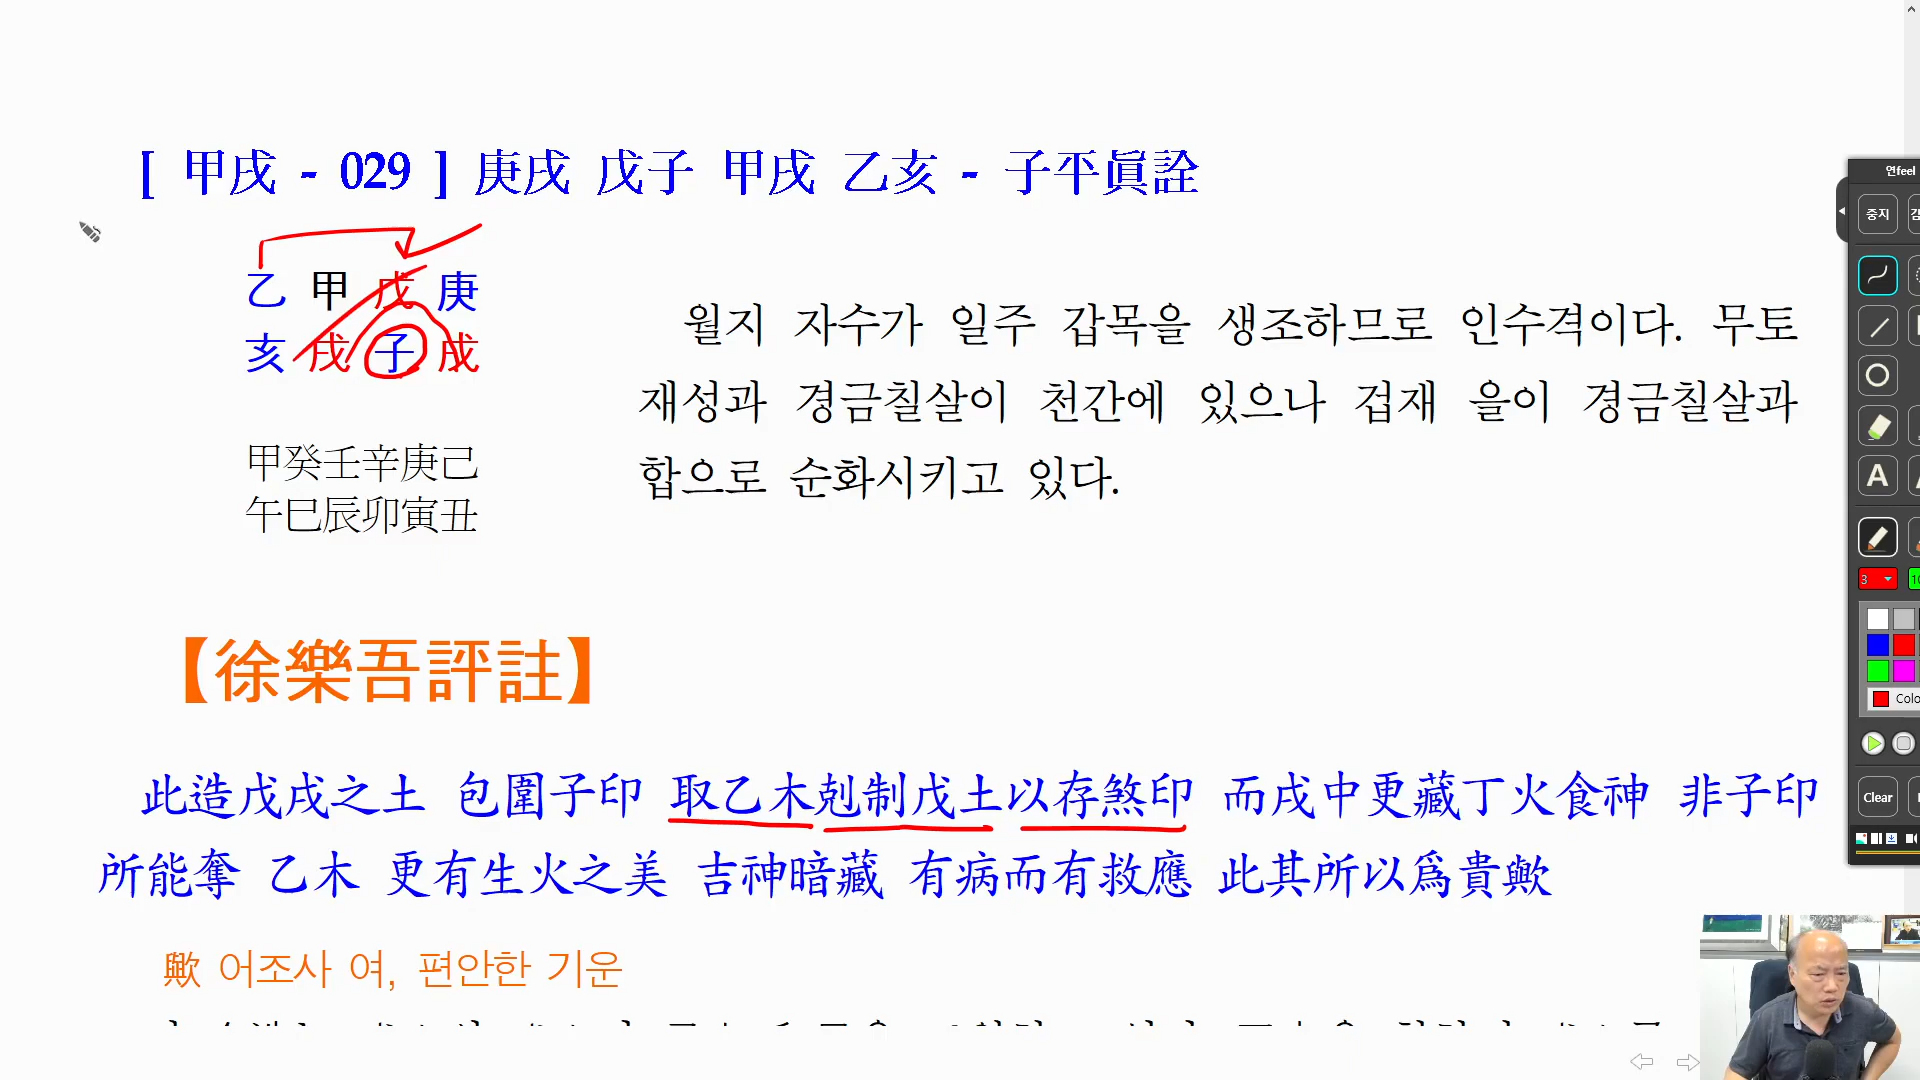 [ 甲戌 - 029 ] 庚戌 戊子 甲戌 乙亥 - 子平眞詮
乙 甲 戊 庚
亥 戌 子 戌
甲癸壬辛庚己
午巳辰卯寅丑
월지 자수가 일주 갑목을 생조하므로 인수격이다. 무토
재성과 경금칠살이 천간에 있으나 겁재 을이 경금칠살과
합으로 순화시키고 있다.
【徐樂吾評註】
此造戊戌之土 包圍子印 取乙木剋制戊土以存煞印 而戌中更藏丁火食神 非子印
所能奪 乙木 更有生火之美 吉神暗藏 有病而有救應 此其所以爲貴歟
歟 어조사 여, 편안한 기운
연feel
중지
A
3
Colo
Clear